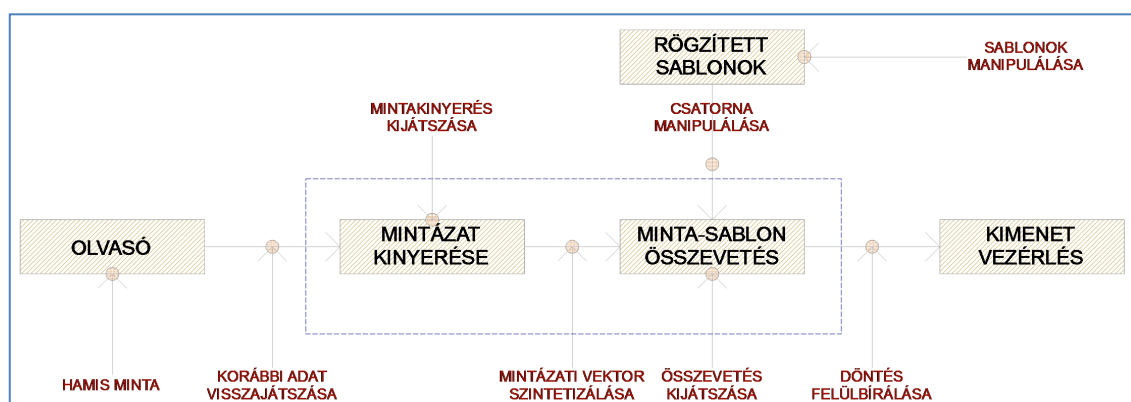 RÖGZÍTETT
SABLONOK
SABLONOK
MANIPULÁLÁSA
MINTAKINYERÉS
KIJÁTSZÁSA
CSATORNA
MANIPULÁLÁSA
OLVASÓ
MINTÁZAT
KINYERÉSE
MINTA-SABLON
ÖSSZEVETÉS
KIMENET
VEZÉRLÉS
HAMIS MINTA
KORÁBBI ADAT
VISSZAJÁTSZÁSA
MINTÁZATI VEKTOR
SZINTETIZÁLÁSA
ÖSSZEVETÉS
KIJÁTSZÁSA
DÖNTÉS
FELÜLBÍRÁLÁSA